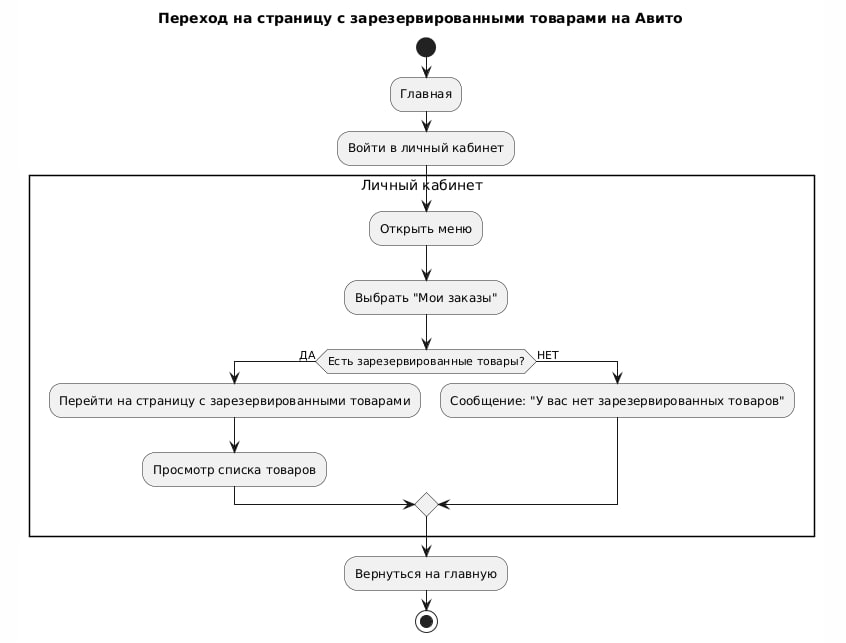 Переход на страницу с зарезервированными товарами на Авито
Главная
Войти в личный кабинет
Личный кабинет
Открыть меню
Выбрать "Мои заказы"
ДА
Есть зарезервированные товары?
НЕТ
Перейти на страницу с зарезервированными товарами
Сообщение: "У вас нет зарезервированных товаров"
Просмотр списка товаров
Вернуться на главную